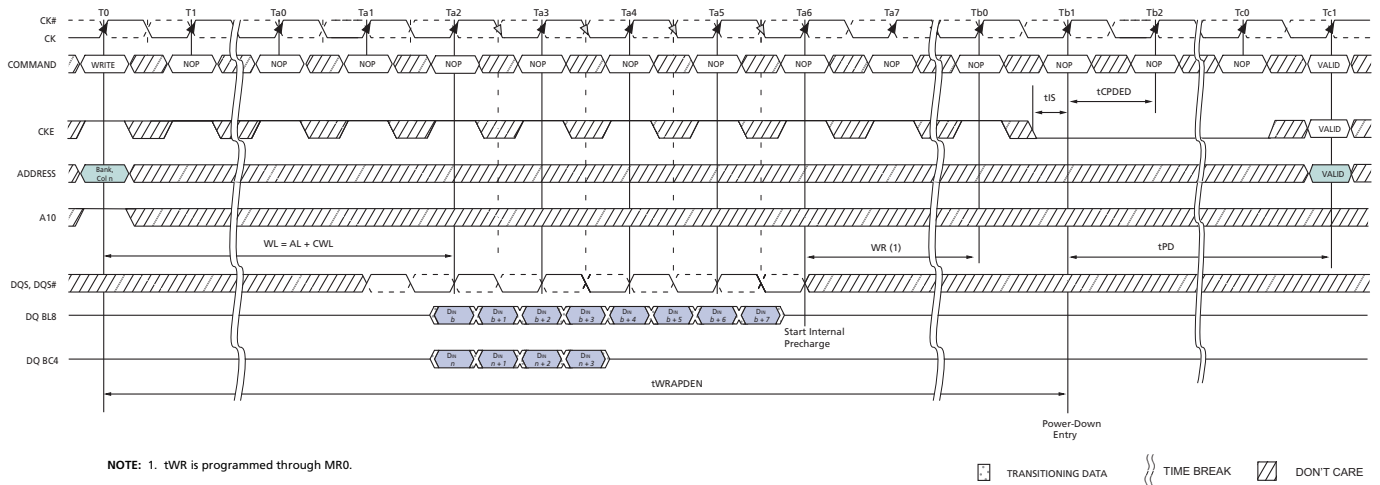 T0 T1 Ta0 Ta1 Ta2 Ta3 Ta4 Ta5 Ta6 Ta7 Tb0 Tb1 Tb2 Tc0 Tc1
CK#
CK
COMMAND WRITE NOP NOP NOP NOP NOP NOP NOP NOP NOP NOP NOP NOP NOP VALID
tIS tCPDED
CKE VALID
ADDRESS Bank, Col n VALID
A10
WL = AL + CWL WR (1) tPD
DQS, DQS#
DQ BL8 DIN b DIN b + 1 DIN b + 2 DIN b + 3 DIN b + 4 DIN b + 5 DIN b + 6 DIN b + 7
Start Internal
Precharge
DQ BC4 DIN n DIN n + 1 DIN n + 2 DIN n + 3
tWRAPDEN
Power-Down
Entry
NOTE: 1. tWR is programmed through MR0.
TRANSITIONING DATA TIME BREAK DON'T CARE